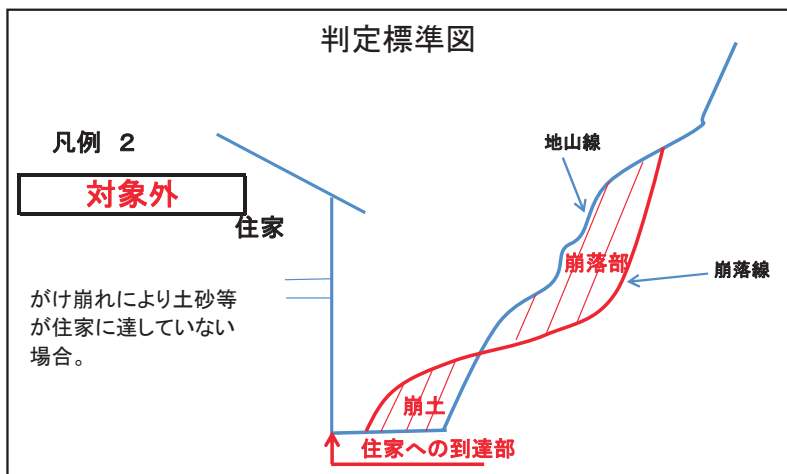 判定標準図
凡例 2
対象外
住家
がけ崩れにより土砂等
が住家に達していない
場合。
地山線
崩落部
崩落線
崩土
住家への到達部